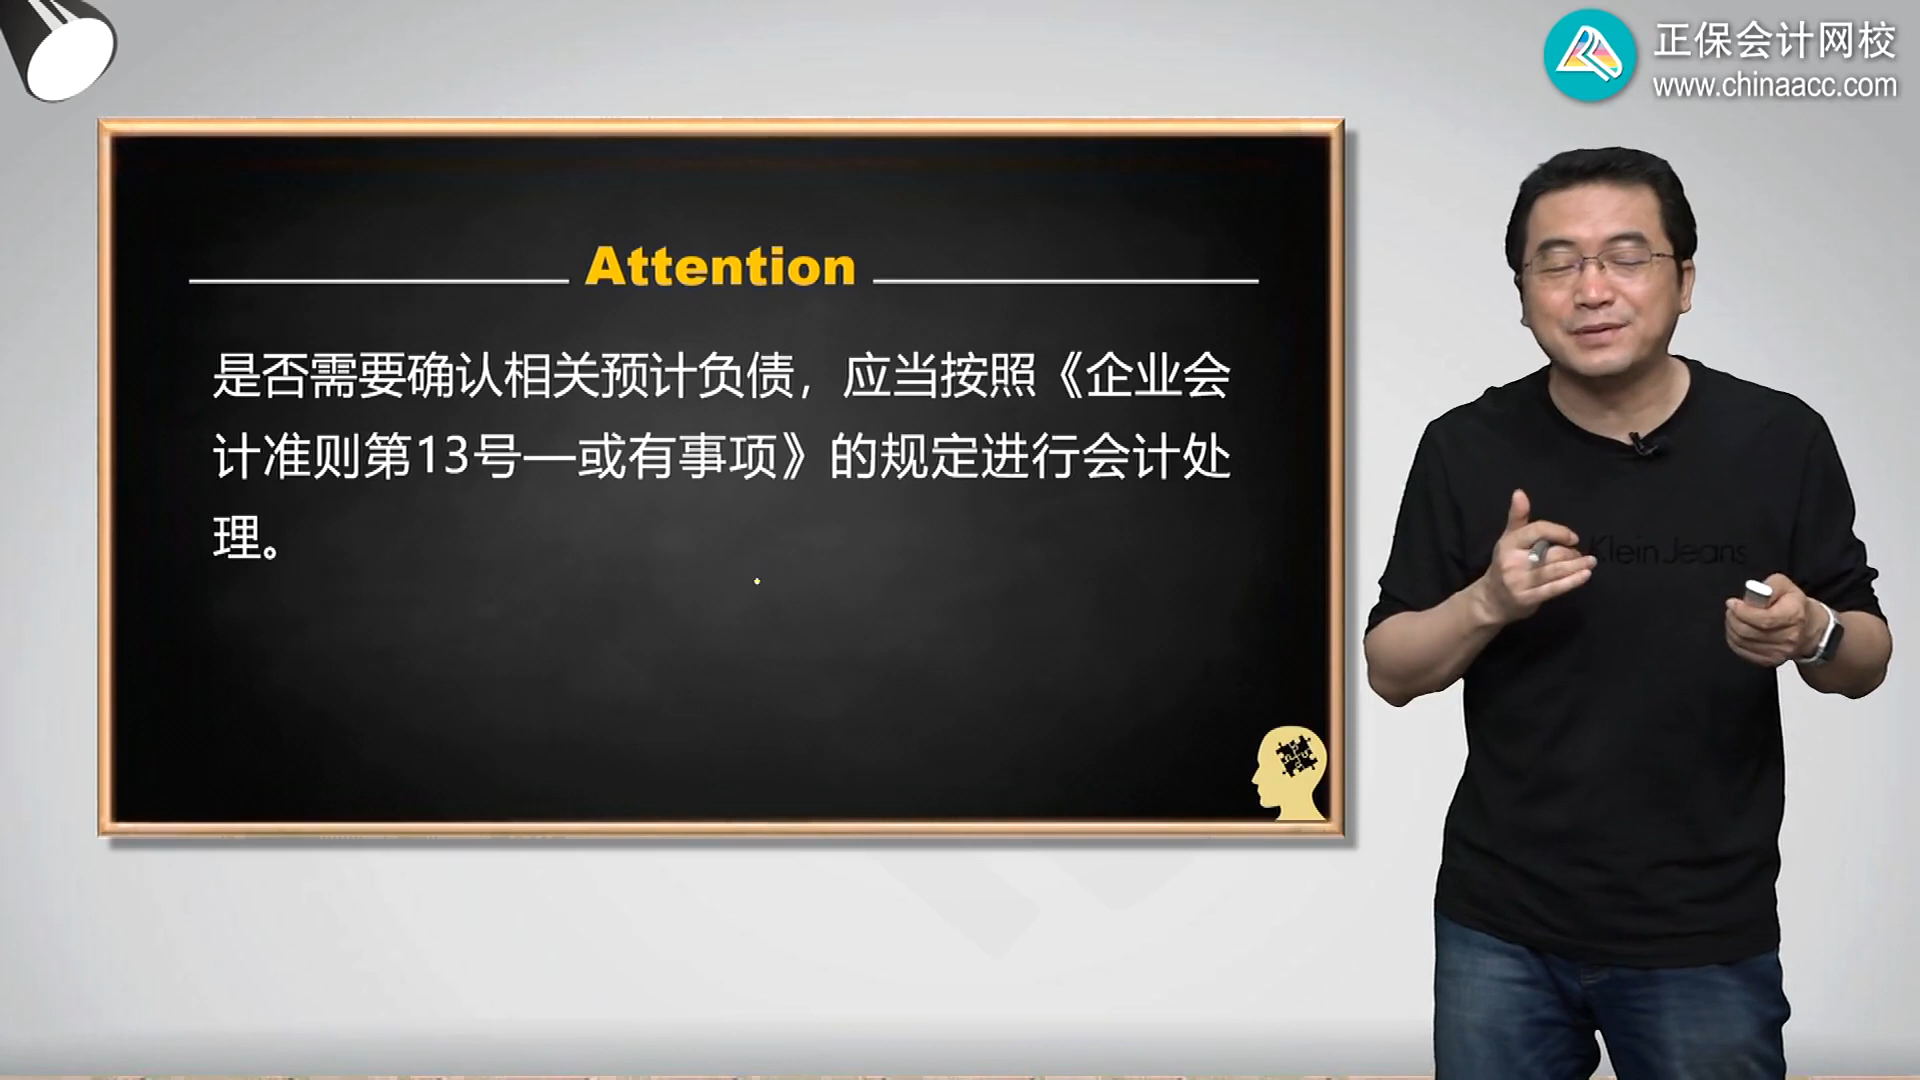 正保会计网校
www.chinaacc.com
Attention
是否需要确认相关预计负债，应当按照《企业会
计准则第13号—或有事项》的规定进行会计处
理。
Klein Jeans